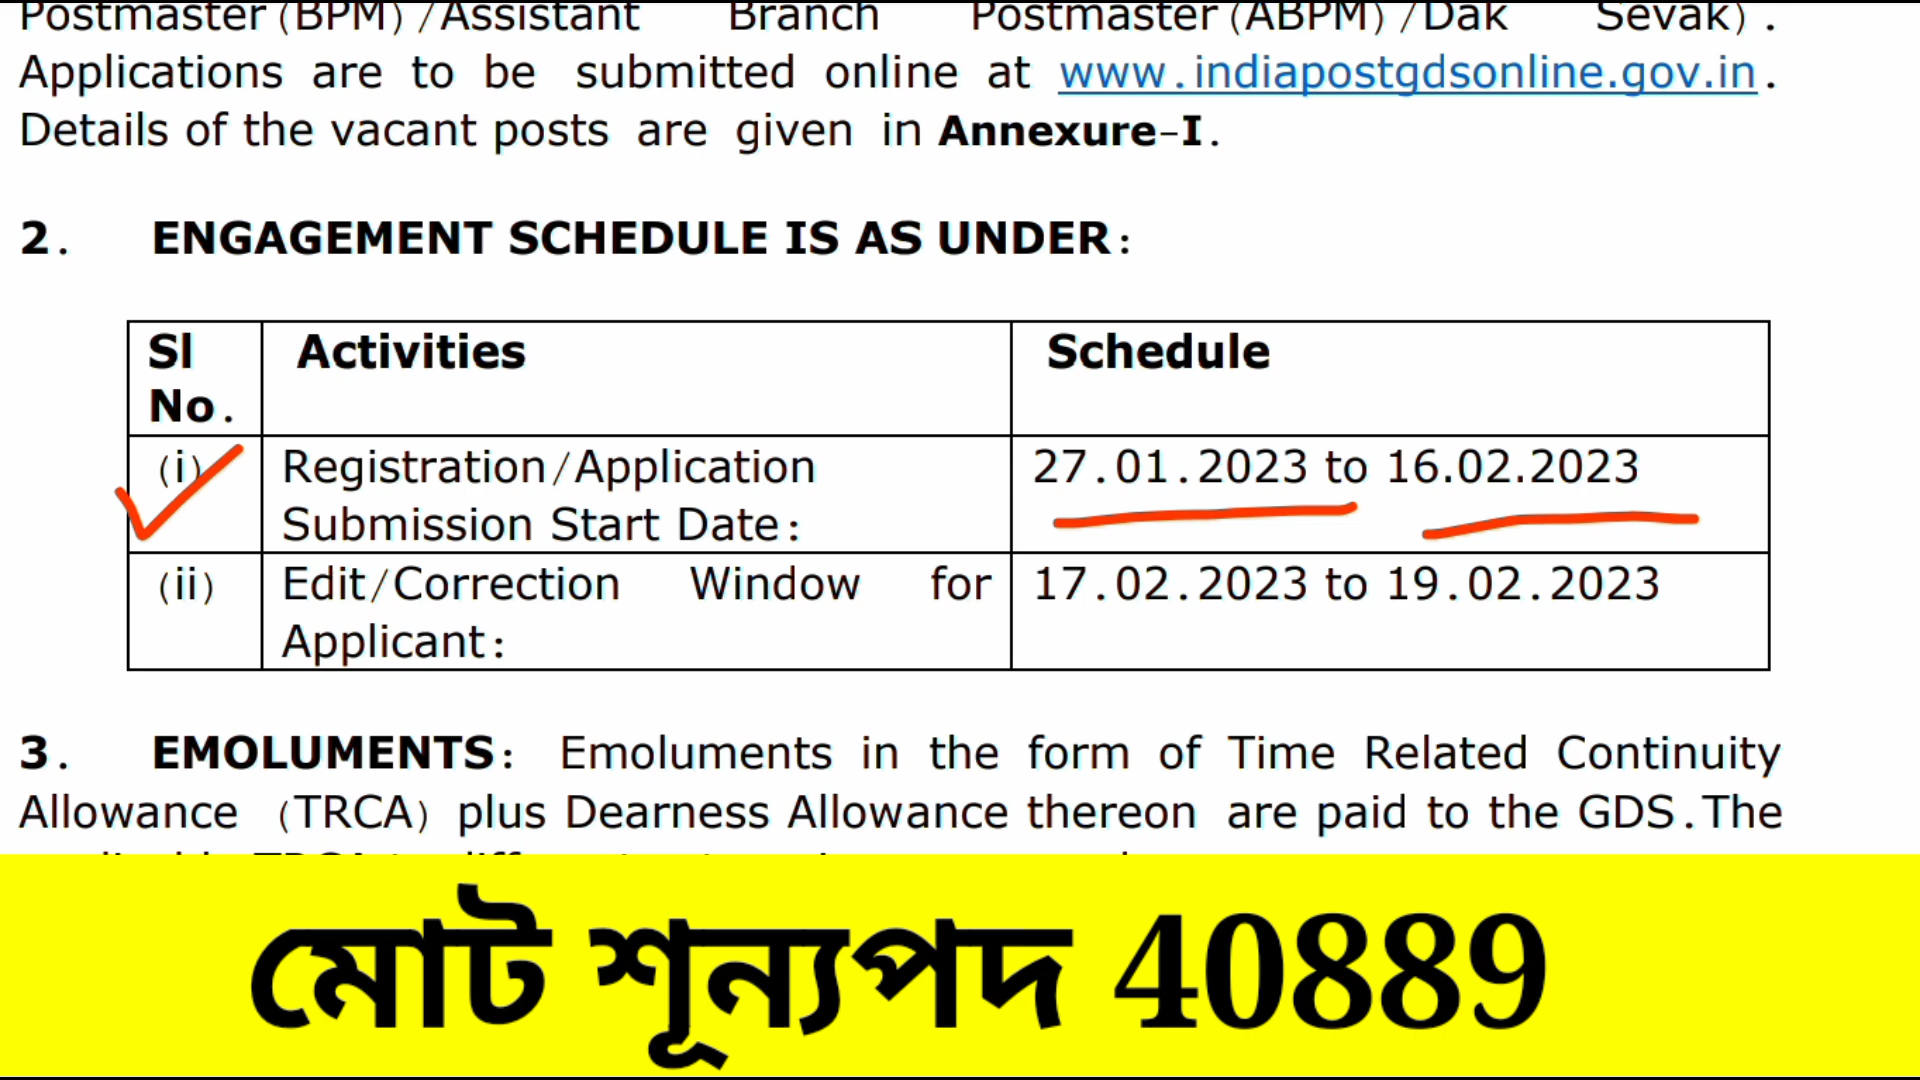 Postmaster(BPM)/Assistant Branch Postmaster(ABPM)/Dak Sevak).
Applications are to be submitted online at www.indiapostgdsonline.gov.in.
Details of the vacant posts are given in Annexure-I.
2. ENGAGEMENT SCHEDULE IS AS UNDER:
Sl No. Activities Schedule
(i) Registration/Application Submission Start Date: 27.01.2023 to 16.02.2023
(ii) Edit/Correction Window for Applicant: 17.02.2023 to 19.02.2023
3. EMOLUMENTS: Emoluments in the form of Time Related Continuity
Allowance (TRCA) plus Dearness Allowance thereon are paid to the GDS.The
মোট শূন্যপদ 40889